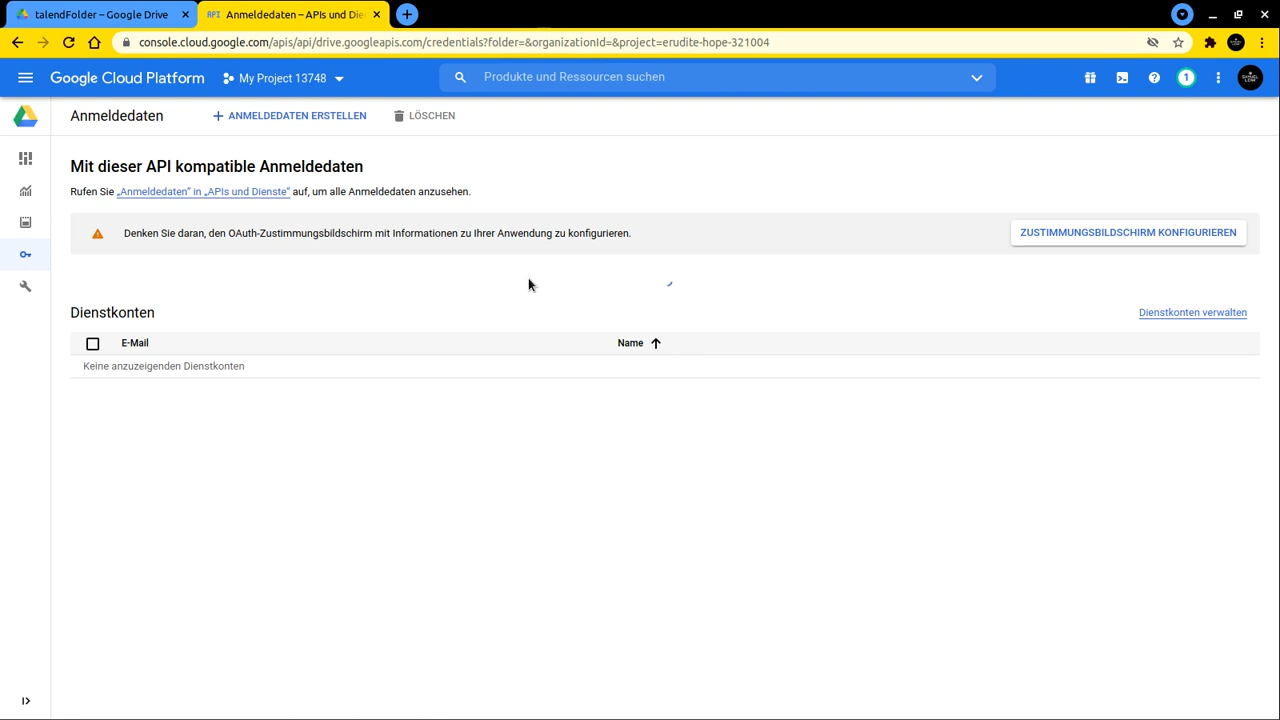 talendFolder – Google Drive
API Anmeldedaten – APIs und Die
console.cloud.google.com/apis/api/drive.googleapis.com/credentials?folder=&organizationId=&project=erudite-hope-321004
Google Cloud Platform
My Project 13748
Produkte und Ressourcen suchen
1
Anmeldedaten
ANMELDEDATEN ERSTELLEN
LÖSCHEN
Mit dieser API kompatible Anmeldedaten
Rufen Sie „Anmeldedaten“ in „APIs und Dienste“ auf, um alle Anmeldedaten anzusehen.
Denken Sie daran, den OAuth-Zustimmungsbildschirm mit Informationen zu Ihrer Anwendung zu konfigurieren.
ZUSTIMMUNGSBILDSCHIRM KONFIGURIEREN
Dienstkonten
Dienstkonten verwalten
E-Mail
Name
Keine anzuzeigenden Dienstkonten